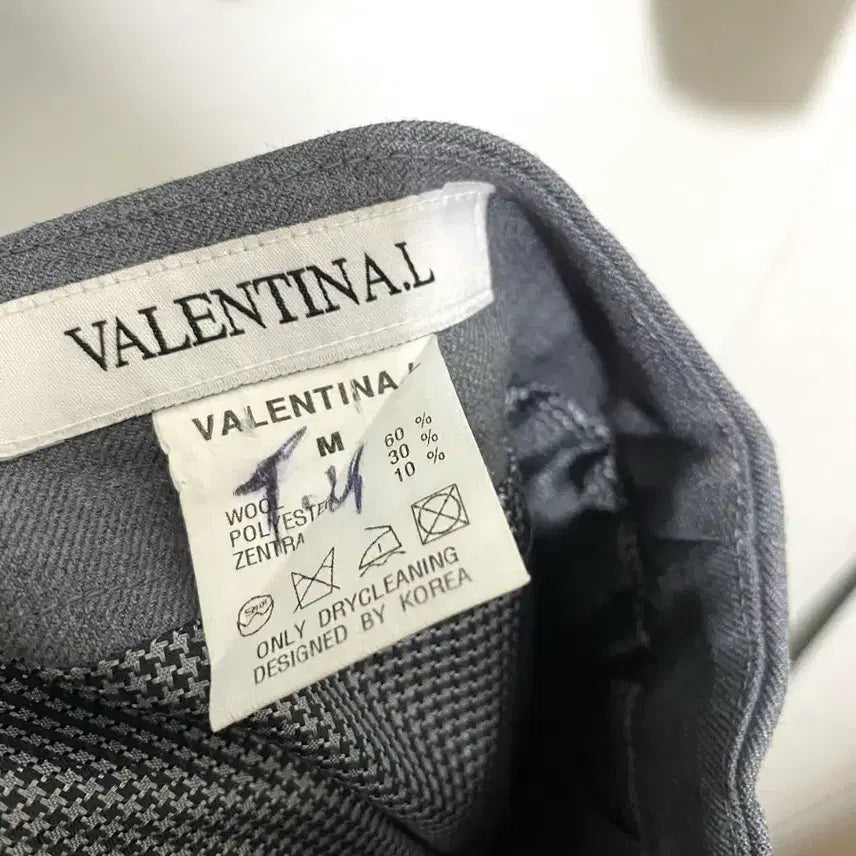 VALENTINA.L
VALENTINA.L
M
WOOL 60 %
POLYESTER 30 %
ZENTRA 10 %
ONLY DRYCLEANING
DESIGNED BY KOREA